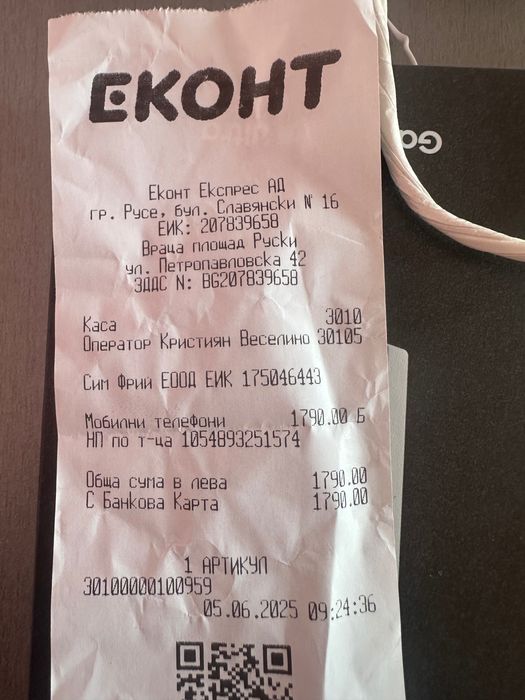 ЕКОНТ
Еконт Експрес АД
гр. Русе, бул. Славянски N 16
ЕИК: 207839658
Враца площад Руски
ул. Петропавловска 42
ЗДДС N: BG207839658
Каса 3010
Оператор Кристиян Веселино 30105
Сим Фрий ЕООД ЕИК 175046443
Мобилни телефони 1790.00 Б
НП по т-ца 1054893251574
Обща сума в лева 1790.00
С Банкова Карта 1790.00
1 АРТИКУЛ
30100000100959
05.06.2025 09:24:36
Ga